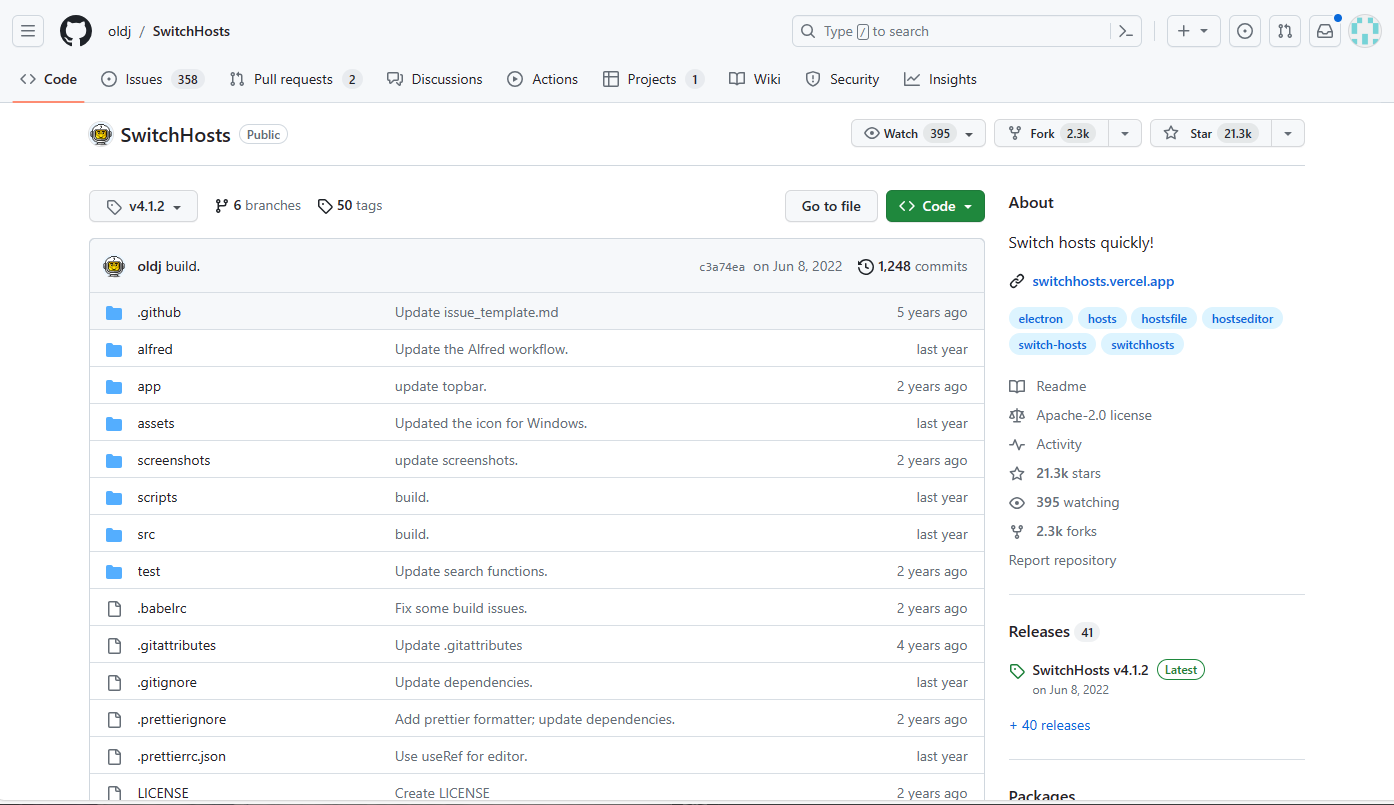 oldj / SwitchHosts
Type / to search
Code
Issues 358
Pull requests 2
Discussions
Actions
Projects 1
Wiki
Security
Insights
SwitchHosts Public
Watch 395
Fork 2.3k
Star 21.3k
v4.1.2
6 branches
50 tags
Go to file
<> Code
oldj build. c3a74ea on Jun 8, 2022 1,248 commits
.github Update issue_template.md 5 years ago
alfred Update the Alfred workflow. last year
app update topbar. 2 years ago
assets Updated the icon for Windows. last year
screenshots update screenshots. 2 years ago
scripts build. last year
src build. last year
test Update search functions. 2 years ago
.babelrc Fix some build issues. 2 years ago
.gitattributes Update .gitattributes 4 years ago
.gitignore Update dependencies. last year
.prettierignore Add prettier formatter; update dependencies. 2 years ago
.prettierrc.json Use useRef for editor. last year
LICENSE Create LICENSE 2 years ago
About
Switch hosts quickly!
switchhosts.vercel.app
electron hosts hostsfile hostseditor
switch-hosts switchhosts
Readme
Apache-2.0 license
Activity
21.3k stars
395 watching
2.3k forks
Report repository
Releases 41
SwitchHosts v4.1.2 Latest
on Jun 8, 2022
+ 40 releases
Packages